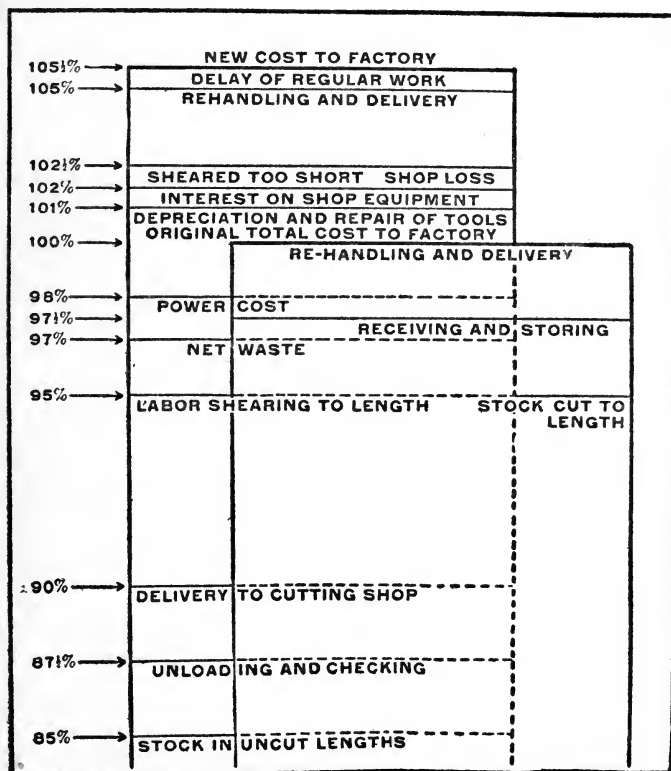 NEW COST TO FACTORY
105½%
DELAY OF REGULAR WORK
105%
REHANDLING AND DELIVERY
102½%
SHEARED TOO SHORT SHOP LOSS
102%
INTEREST ON SHOP EQUIPMENT
101%
DEPRECIATION AND REPAIR OF TOOLS
ORIGINAL TOTAL COST TO FACTORY
100%
RE-HANDLING AND DELIVERY
98%
POWER COST
97½%
RECEIVING AND STORING
97%
NET WASTE
95%
LABOR SHEARING TO LENGTH
STOCK CUT TO
LENGTH
90%
DELIVERY TO CUTTING SHOP
87½%
UNLOADING AND CHECKING
85%
STOCK IN UNCUT LENGTHS